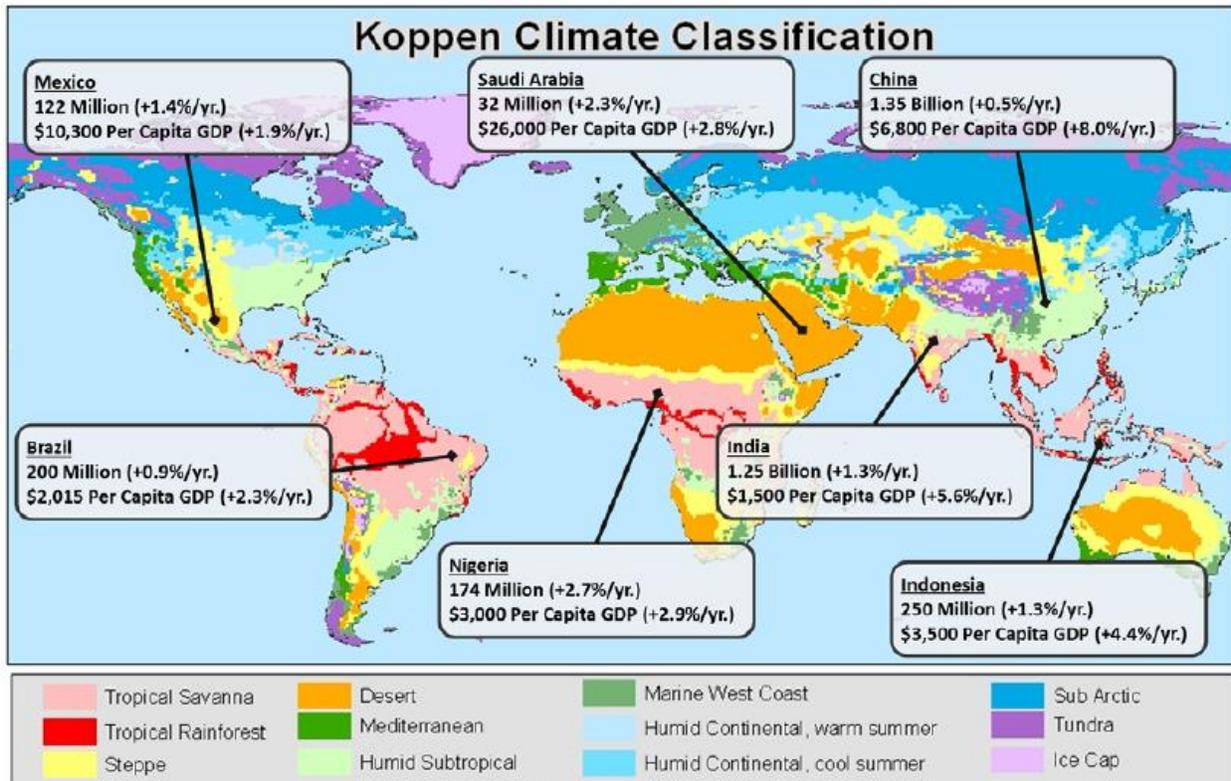 Koppen Climate Classification
Mexico
122 Million (+1.4%/yr.)
$10,300 Per Capita GDP (+1.9%/yr.)
Saudi Arabia
32 Million (+2.3%/yr.)
$26,000 Per Capita GDP (+2.8%/yr.)
China
1.35 Billion (+0.5%/yr.)
$6,800 Per Capita GDP (+8.0%/yr.)
Brazil
200 Million (+0.9%/yr.)
$2,015 Per Capita GDP (+2.3%/yr.)
India
1.25 Billion (+1.3%/yr.)
$1,500 Per Capita GDP (+5.6%/yr.)
Nigeria
174 Million (+2.7%/yr.)
$3,000 Per Capita GDP (+2.9%/yr.)
Indonesia
250 Million (+1.3%/yr.)
$3,500 Per Capita GDP (+4.4%/yr.)
Tropical Savanna
Tropical Rainforest
Steppe
Desert
Mediterranean
Humid Subtropical
Marine West Coast
Humid Continental, warm summer
Humid Continental, cool summer
Sub Arctic
Tundra
Ice Cap